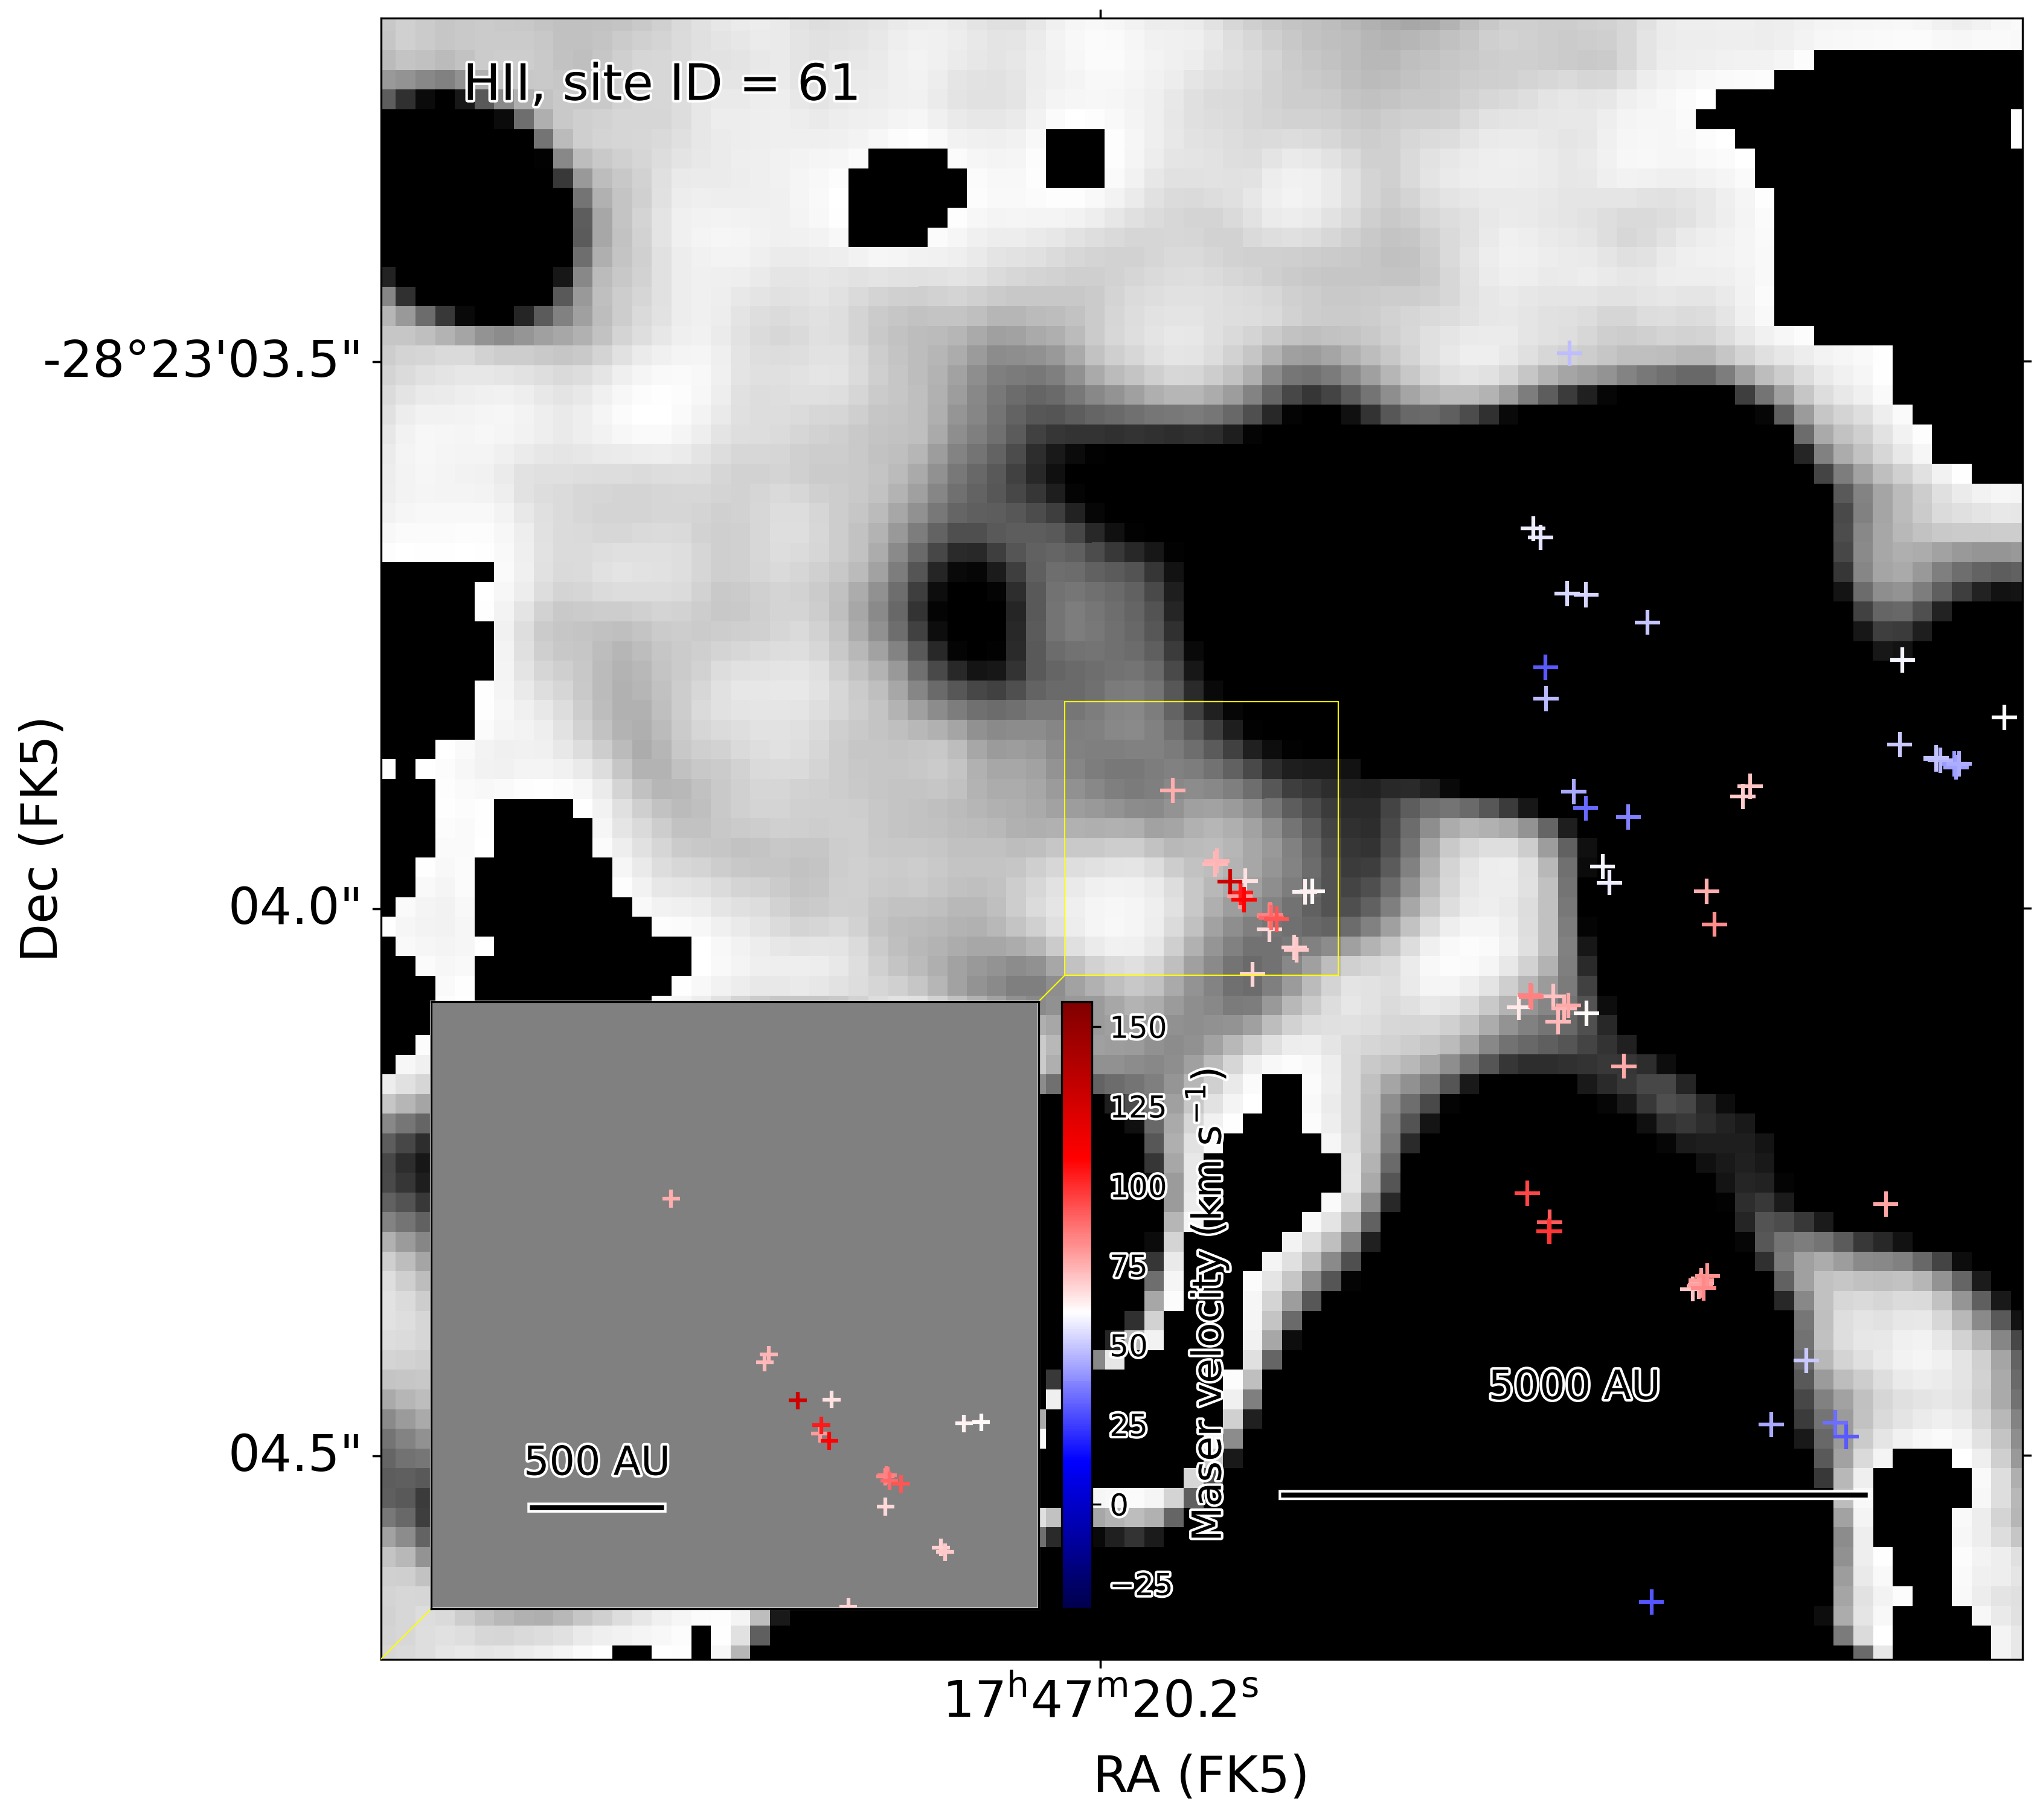 HII, site ID = 61
-28°23'03.5"
04.0"
04.5"
Dec (FK5)
150
125
100
75
50
25
0
−25
Maser velocity (km s⁻¹)
500 AU
5000 AU
17ʰ47ᵐ20.2ˢ
RA (FK5)